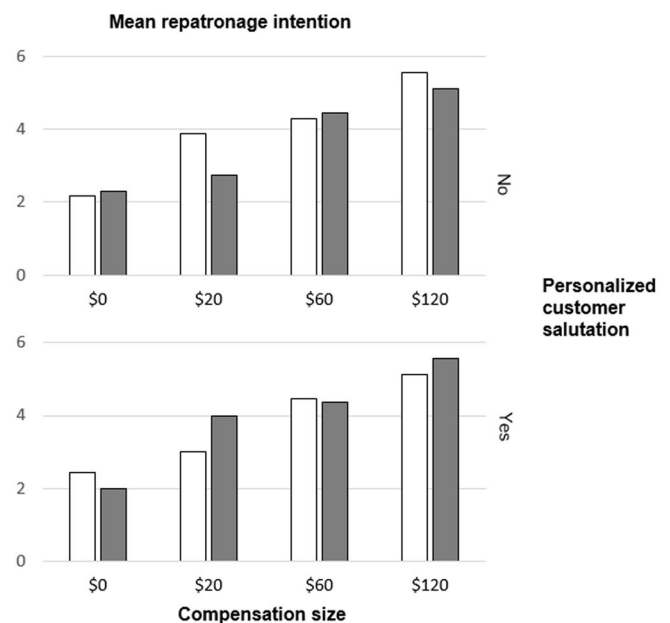 Mean repatronage intention
6
4
2
0
$0 $20 $60 $120
No
Personalized
customer
salutation
6
4
2
0
$0 $20 $60 $120
Yes
Compensation size